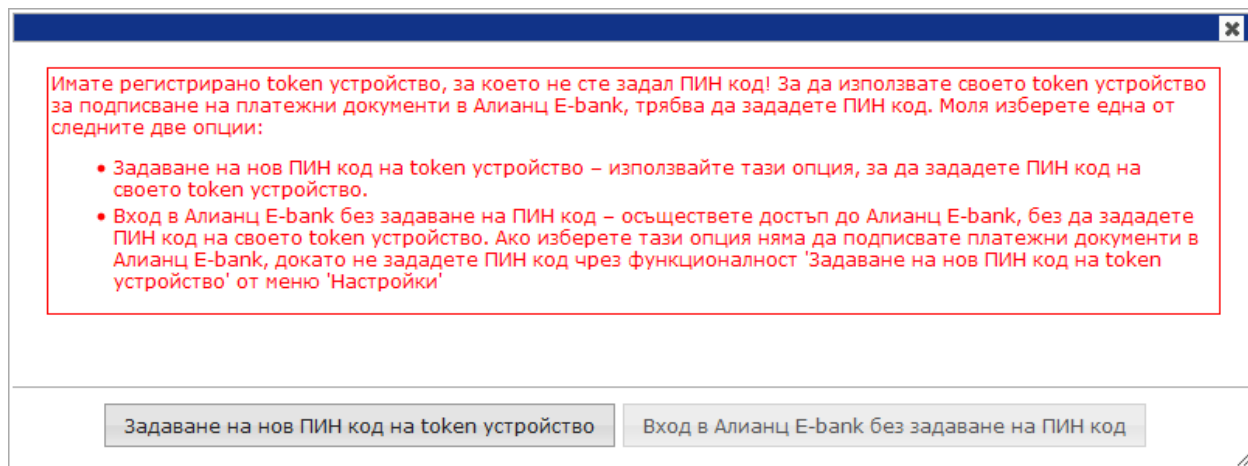 Имате регистрирано token устройство, за което не сте задал ПИН код! За да използвате своето token устройство
за подписване на платежни документи в Алианц E-bank, трябва да зададете ПИН код. Моля изберете една от
следните две опции:
• Задаване на нов ПИН код на token устройство – използвайте тази опция, за да зададете ПИН код на
своето token устройство.
• Вход в Алианц E-bank без задаване на ПИН код – осъществете достъп до Алианц E-bank, без да зададете
ПИН код на своето token устройство. Ако изберете тази опция няма да подписвате платежни документи в
Алианц E-bank, докато не зададете ПИН код чрез функционалност 'Задаване на нов ПИН код на token
устройство' от меню 'Настройки'
Задаване на нов ПИН код на token устройство
Вход в Алианц E-bank без задаване на ПИН код